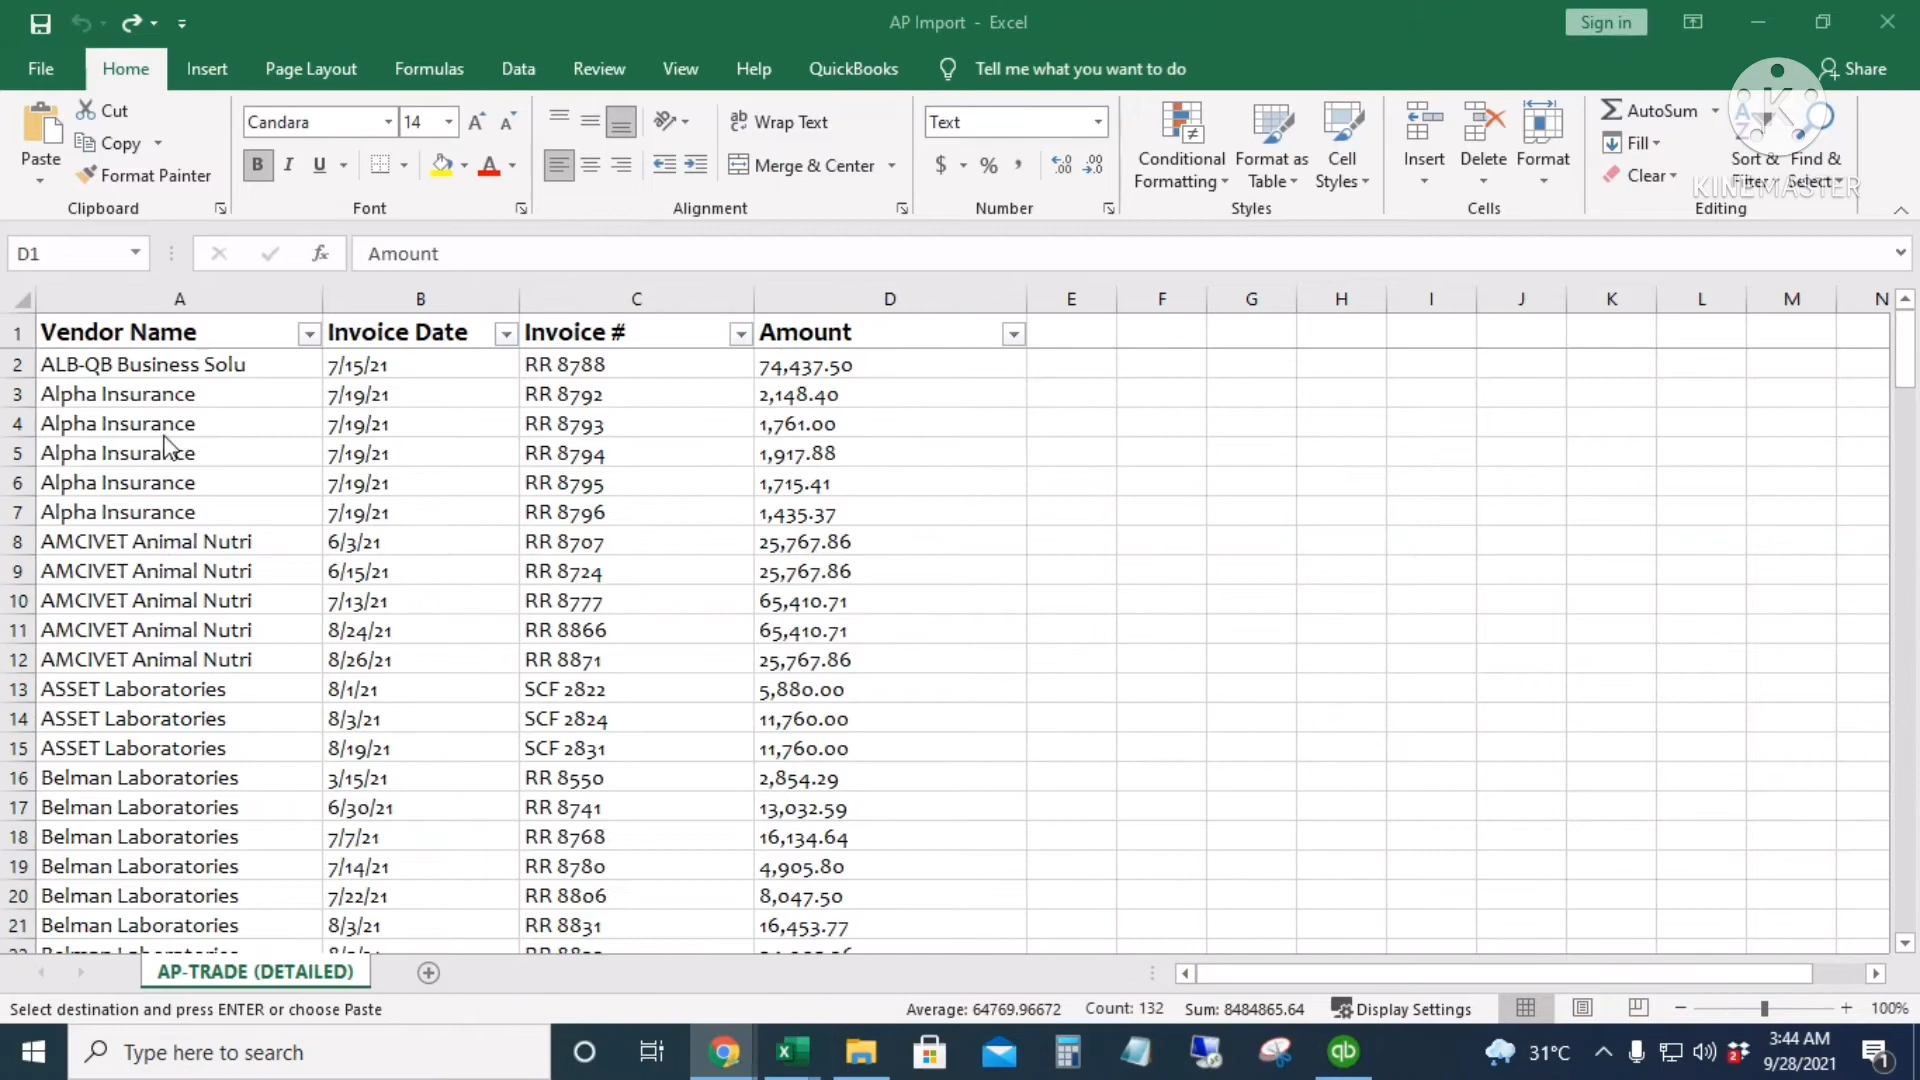 AP Import - Excel
Sign in
File Home Insert Page Layout Formulas Data Review View Help QuickBooks Tell me what you want to do Share
Paste
Cut
Copy
Format Painter
Clipboard
Candara 14
B I U
Font
Wrap Text
Merge & Center
Alignment
Text
$ %
Number
Conditional Formatting
Format as Table
Cell Styles
Styles
Insert
Delete
Format
Cells
AutoSum
Fill
Clear
Sort & Filter
Find & Select
Editing
KINEMASTER
D1 fx Amount
A B C D E F G H I J K L M N
1 Vendor Name Invoice Date Invoice # Amount
2 ALB-QB Business Solu 7/15/21 RR 8788 74,437.50
3 Alpha Insurance 7/19/21 RR 8792 2,148.40
4 Alpha Insurance 7/19/21 RR 8793 1,761.00
5 Alpha Insurance 7/19/21 RR 8794 1,917.88
6 Alpha Insurance 7/19/21 RR 8795 1,715.41
7 Alpha Insurance 7/19/21 RR 8796 1,435.37
8 AMCIVET Animal Nutri 6/3/21 RR 8707 25,767.86
9 AMCIVET Animal Nutri 6/15/21 RR 8724 25,767.86
10 AMCIVET Animal Nutri 7/13/21 RR 8777 65,410.71
11 AMCIVET Animal Nutri 8/24/21 RR 8866 65,410.71
12 AMCIVET Animal Nutri 8/26/21 RR 8871 25,767.86
13 ASSET Laboratories 8/1/21 SCF 2822 5,880.00
14 ASSET Laboratories 8/3/21 SCF 2824 11,760.00
15 ASSET Laboratories 8/19/21 SCF 2831 11,760.00
16 Belman Laboratories 3/15/21 RR 8550 2,854.29
17 Belman Laboratories 6/30/21 RR 8741 13,032.59
18 Belman Laboratories 7/7/21 RR 8768 16,134.64
19 Belman Laboratories 7/14/21 RR 8780 4,905.80
20 Belman Laboratories 7/22/21 RR 8806 8,047.50
21 Belman Laboratories 8/3/21 RR 8831 16,453.77
AP-TRADE (DETAILED)
Select destination and press ENTER or choose Paste Average: 64769.96672 Count: 132 Sum: 8484865.64 Display Settings 100%
Type here to search
31°C
3:44 AM
9/28/2021